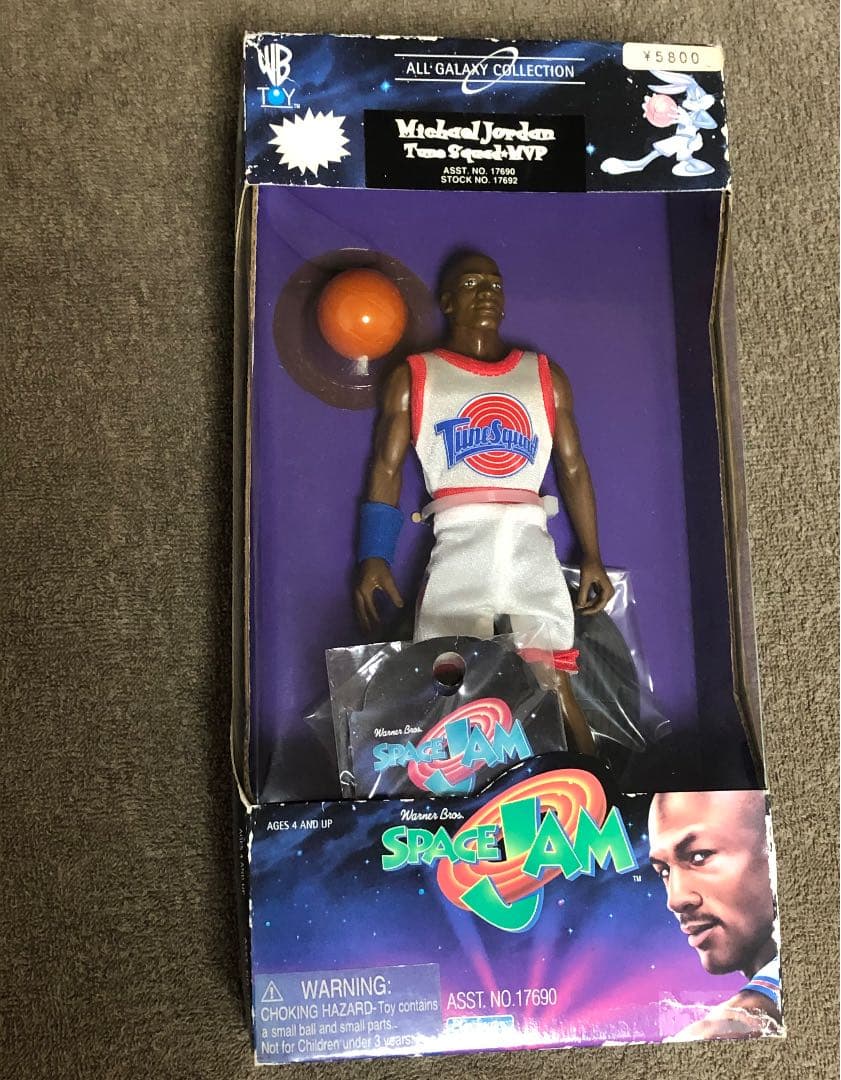 WB
TOY
TM
ALL·GALAXY COLLECTION
¥5800
Michael Jordan
Tune Squad•MVP
ASST. NO. 17690
STOCK NO. 17692
TuneSquad
Warner Bros.
SPACE JAM
AGES 4 AND UP
Warner Bros.
SPACE JAM
TM
WARNING:
CHOKING HAZARD-Toy contains
a small ball and small parts.
Not for Children under 3 years.
ASST. NO.17690